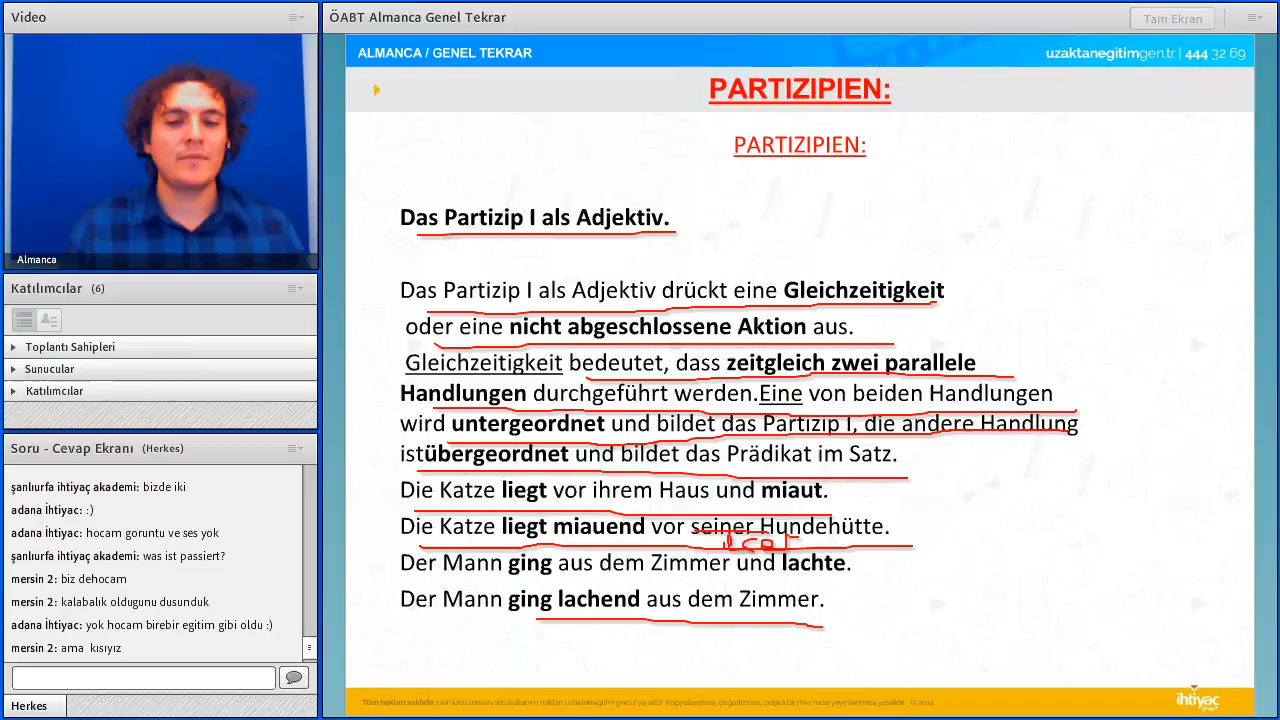 Video
Almanca
Katılımcılar (6)
Toplantı Sahipleri
Sunucular
Katılımcılar
Soru - Cevap Ekranı (Herkes)
şanlurfa ihtiyaç akademi: bizde iki
adana İhtiyaç: :)
adana İhtiyaç: hocam goruntu ve ses yok
şanlurfa ihtiyaç akademi: was ist passiert?
mersin 2: biz dehocam
mersin 2: kalabalık oldugunu dusunduk
adana İhtiyaç: yok hocam birebir egitim gibi oldu :)
mersin 2: ama kısıyız
Herkes
ÖABT Almanca Genel Tekrar
Tam Ekran
ALMANCA / GENEL TEKRAR
uzaktanegitimgen.tr | 444 32 69
PARTIZIPIEN:
PARTIZIPIEN:
Das Partizip I als Adjektiv.
Das Partizip I als Adjektiv drückt eine Gleichzeitigkeit
oder eine nicht abgeschlossene Aktion aus.
Gleichzeitigkeit bedeutet, dass zeitgleich zwei parallele
Handlungen durchgeführt werden.Eine von beiden Handlungen
wird untergeordnet und bildet das Partizip I, die andere Handlung
istübergeordnet und bildet das Prädikat im Satz.
Die Katze liegt vor ihrem Haus und miaut.
Die Katze liegt miauend vor seiner Hundehütte.
Der Mann ging aus dem Zimmer und lachte.
Der Mann ging lachend aus dem Zimmer.
Tüm hakları saklıdır.
© 2014
ihtiyaç